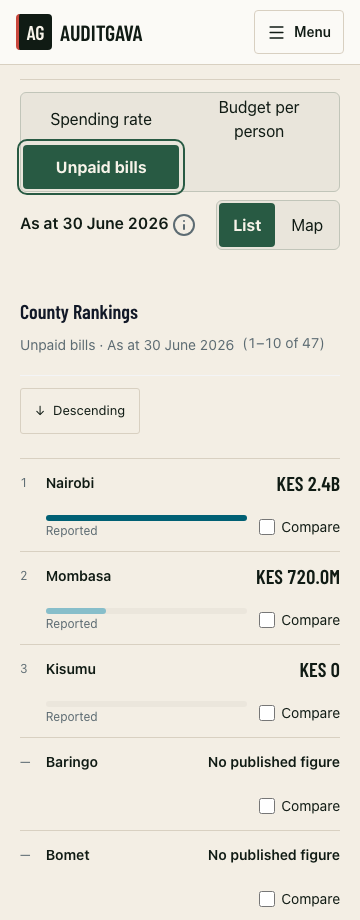 AG AUDITGAVA
Menu
Spending rate
Budget per
person
Unpaid bills
As at 30 June 2026
List
Map
County Rankings
Unpaid bills · As at 30 June 2026 (1–10 of 47)
↓ Descending
1 Nairobi KES 2.4B
Reported
Compare
2 Mombasa KES 720.0M
Reported
Compare
3 Kisumu KES 0
Reported
Compare
— Baringo No published figure
Compare
— Bomet No published figure
Compare